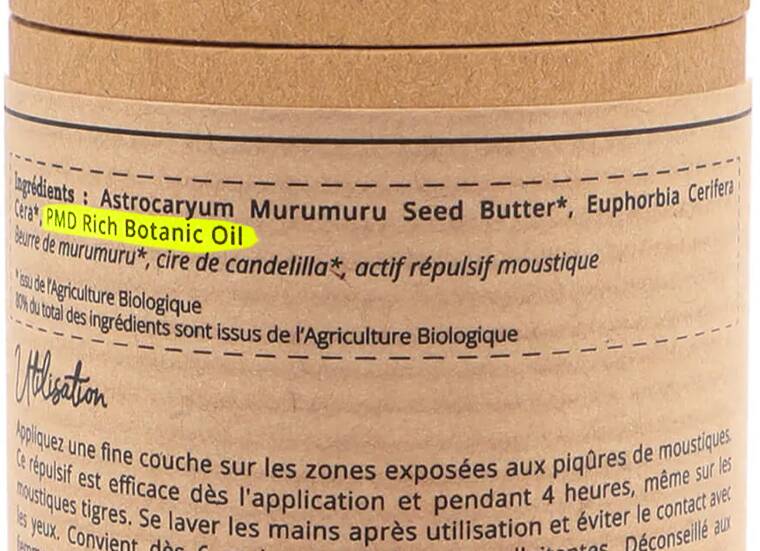 Ingrédients : Astrocaryum Murumuru Seed Butter*, Euphorbia Cerifera
Cera*, PMD Rich Botanic Oil
Beurre de murumuru*, cire de candelilla*, actif répulsif moustique
* issu de l'Agriculture Biologique
80% du total des ingrédients sont issus de l'Agriculture Biologique
Utilisation
Appliquez une fine couche sur les zones exposées aux piqûres de moustiques.
Ce répulsif est efficace dès l'application et pendant 4 heures, même sur les
moustiques tigres. Se laver les mains après utilisation et éviter le contact avec
les yeux. Convient dès 6 Déconseillé aux